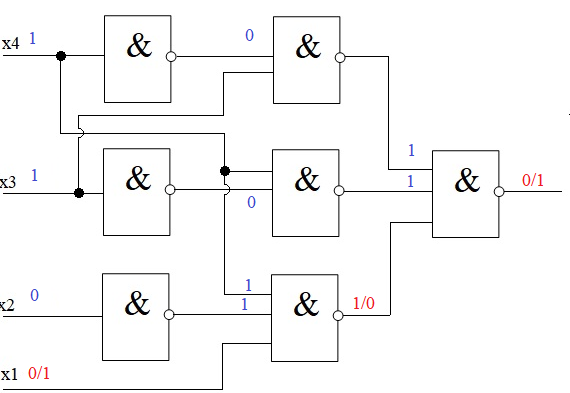 x4 1 & 0 &
1
x3 1 & & 1 & 0/1
0
1
x2 0 & 1 & 1/0
x1 0/1